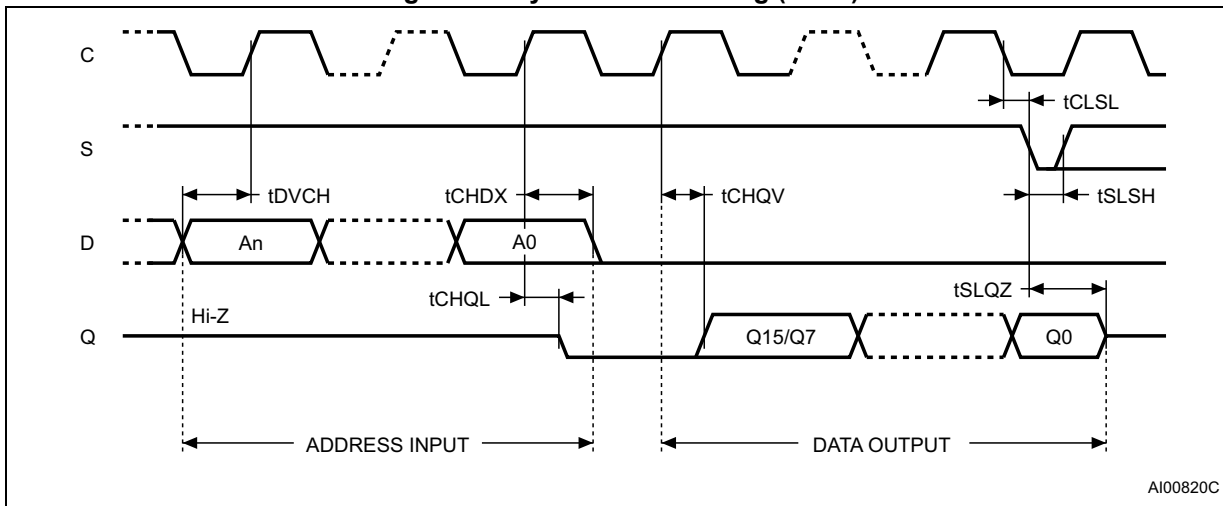 C
tCLSL
S
tDVCH
tCHDX
tCHQV
tSLSH
D
An
A0
tCHQL
tSLQZ
Hi-Z
Q
Q15/Q7
Q0
ADDRESS INPUT
DATA OUTPUT
AI00820C